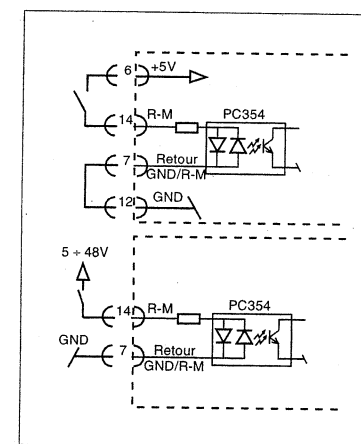 6 +5V
14 R-M PC354
7 Retour
GND/R-M
12 GND
5 ÷ 48V
14 R-M PC354
GND 7 Retour
GND/R-M